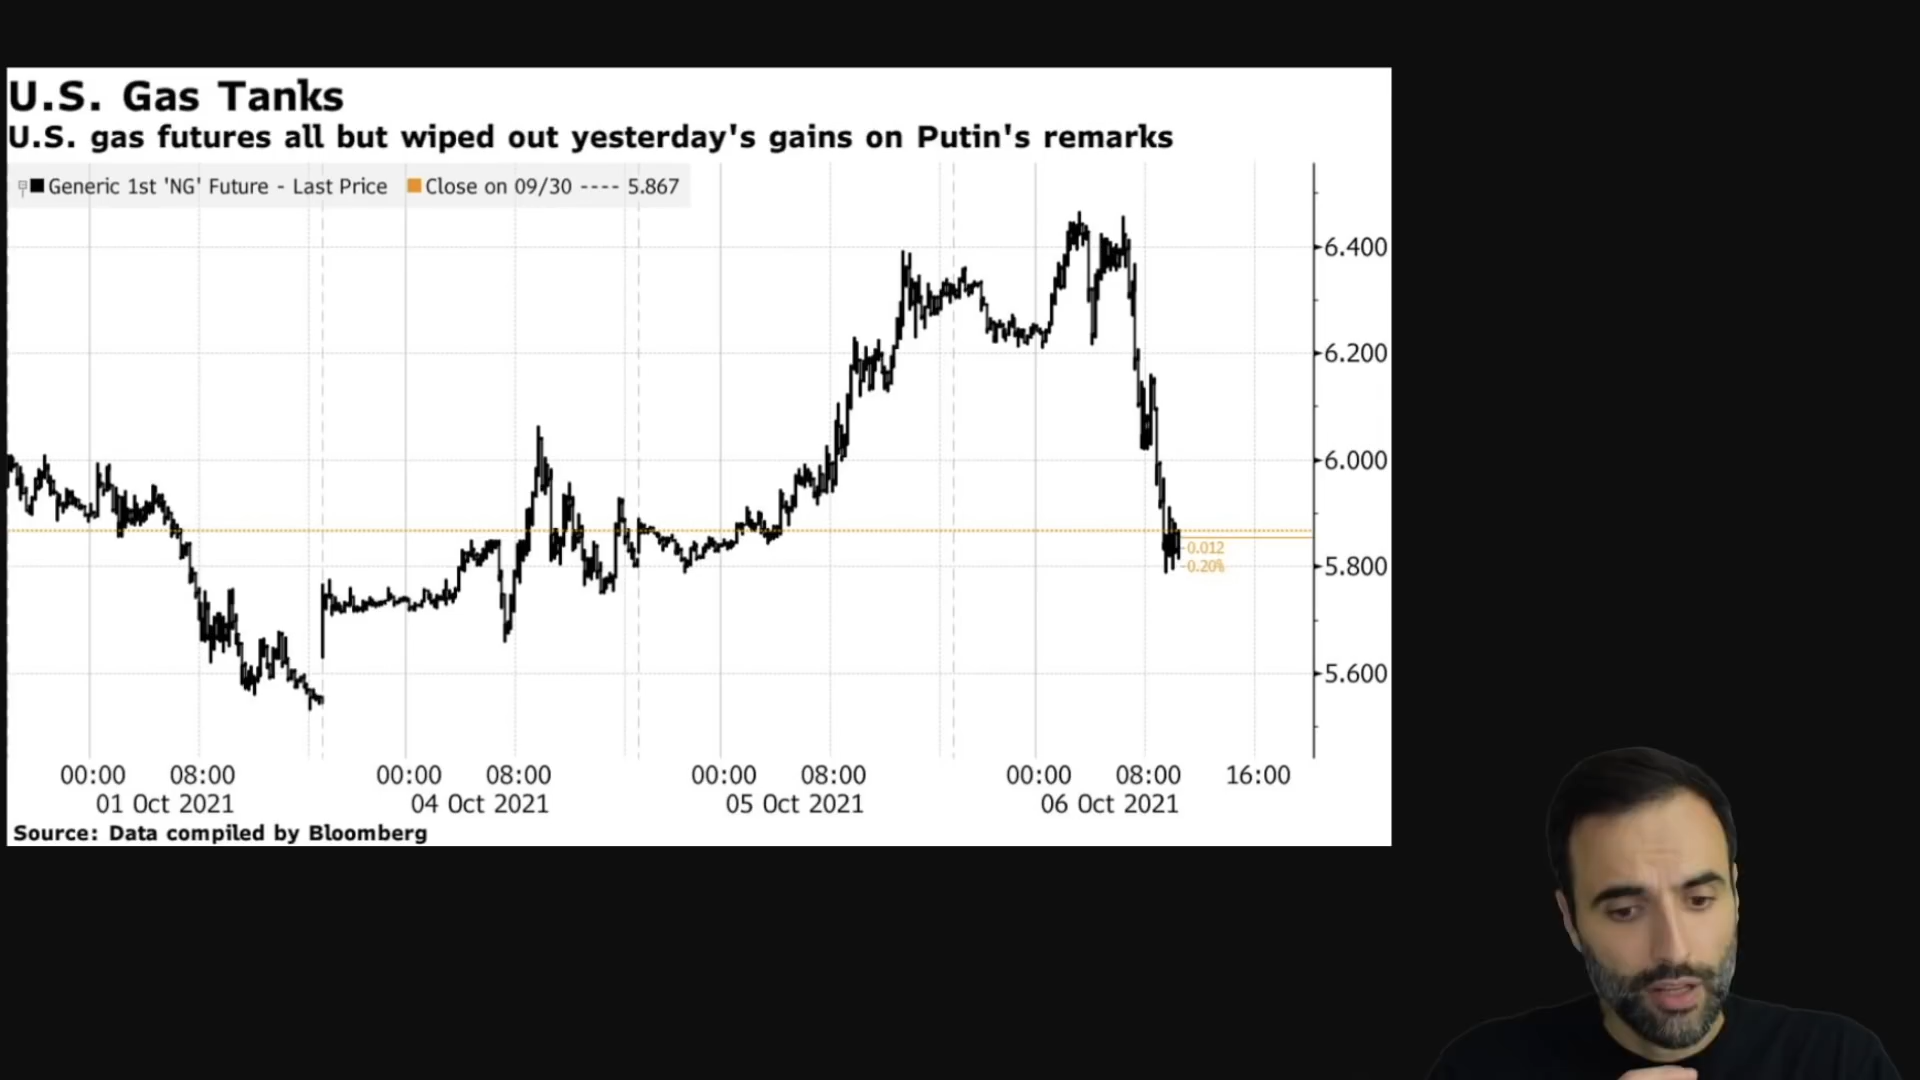 U.S. Gas Tanks
U.S. gas futures all but wiped out yesterday's gains on Putin's remarks
Generic 1st 'NG' Future - Last Price Close on 09/30 ---- 5.867
6.400
6.200
6.000
5.800
5.600
-0.012
-0.20%
00:00 08:00 00:00 08:00 00:00 08:00 00:00 08:00 16:00
01 Oct 2021 04 Oct 2021 05 Oct 2021 06 Oct 2021
Source: Data compiled by Bloomberg